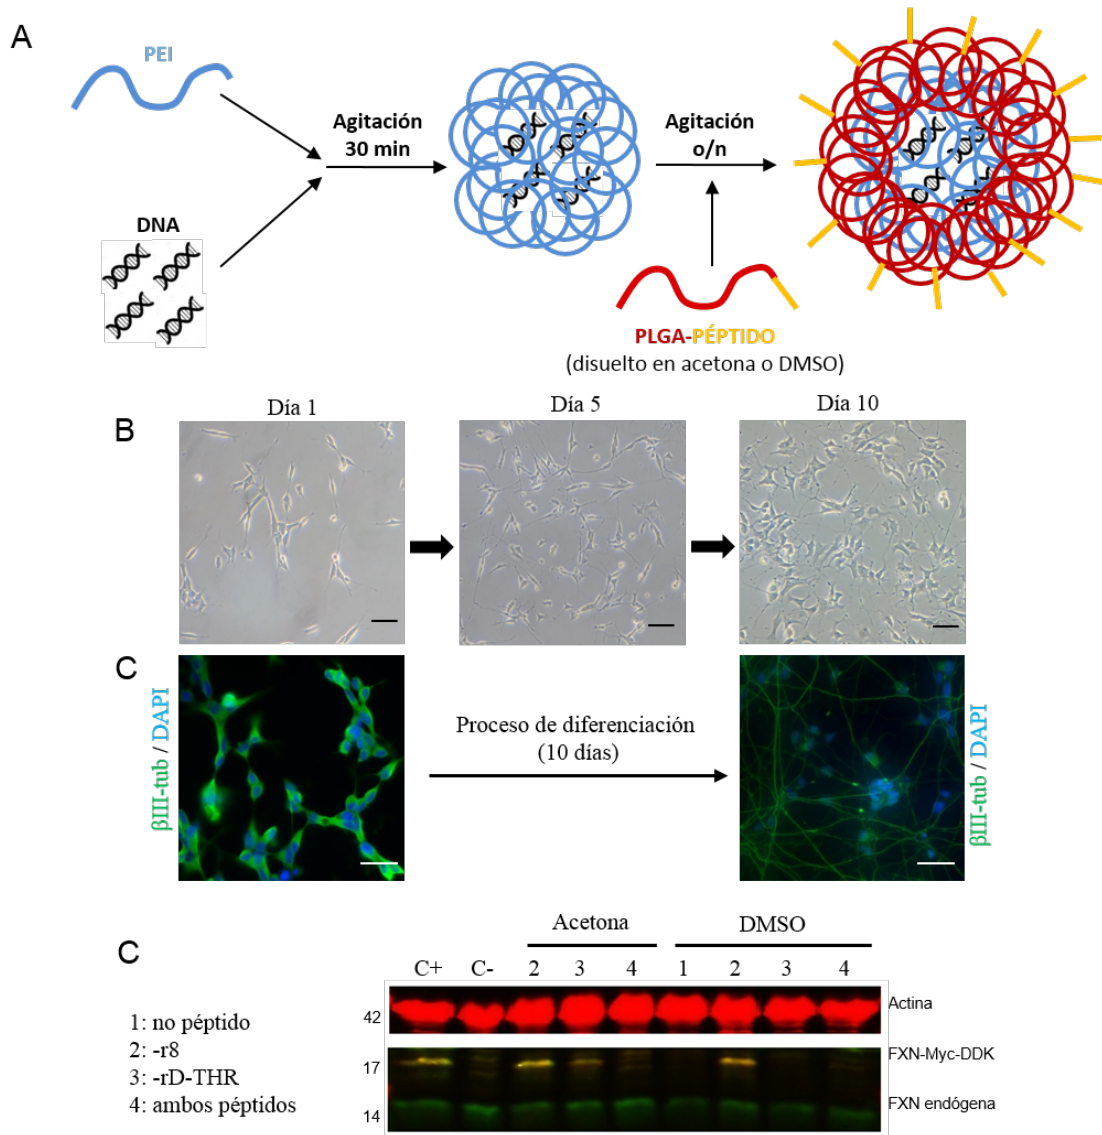 A
PEI
DNA
Agitación
30 min
Agitación
o/n
PLGA-PÉPTIDO
(disuelto en acetona o DMSO)
B
Día 1
Día 5
Día 10
C
βIII-tub / DAPI
Proceso de diferenciación
(10 días)
βIII-tub / DAPI
C
Acetona
DMSO
C+ C- 2 3 4 1 2 3 4
1: no péptido
2: -r8
3: -rD-THR
4: ambos péptidos
42
Actina
17
FXN-Myc-DDK
14
FXN endógena